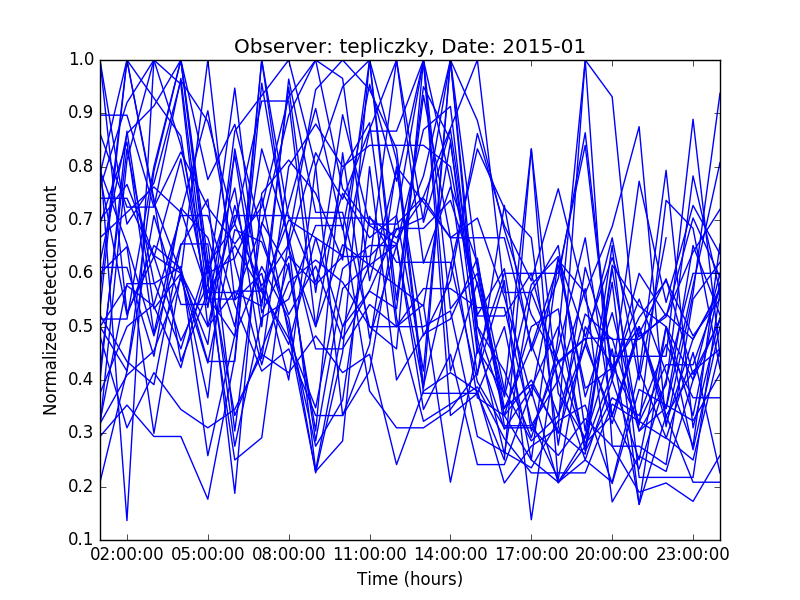 Observer: tepliczky, Date: 2015-01
Normalized detection count
1.0
0.9
0.8
0.7
0.6
0.5
0.4
0.3
0.2
0.1
02:00:00 05:00:00 08:00:00 11:00:00 14:00:00 17:00:00 20:00:00 23:00:00
Time (hours)